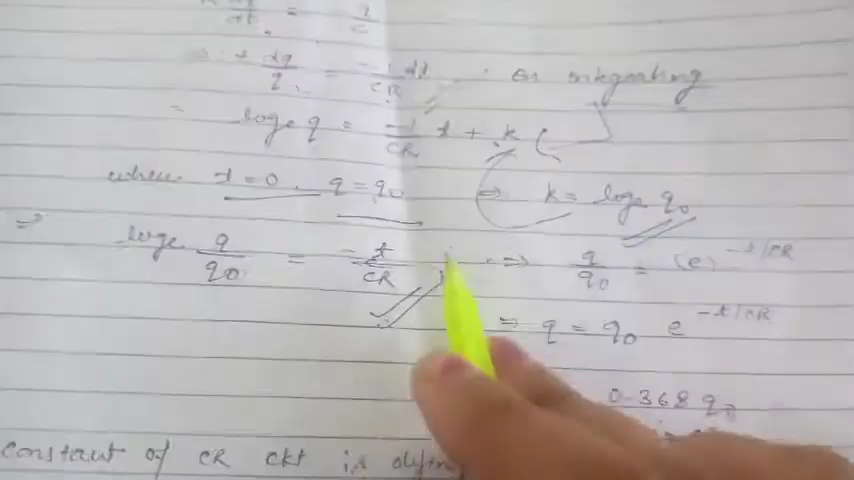 dq/q = -1/CR dt on integrating
loge q = -1/CR t + k
when t=0, q=q0 ⇒ k = loge q0
⇒ loge q/q0 = -t/CR ⇒ q/q0 = (e)^-t/CR
⇒ q = q0 e^-t/CR
0.368 q0
constant of CR ckt is